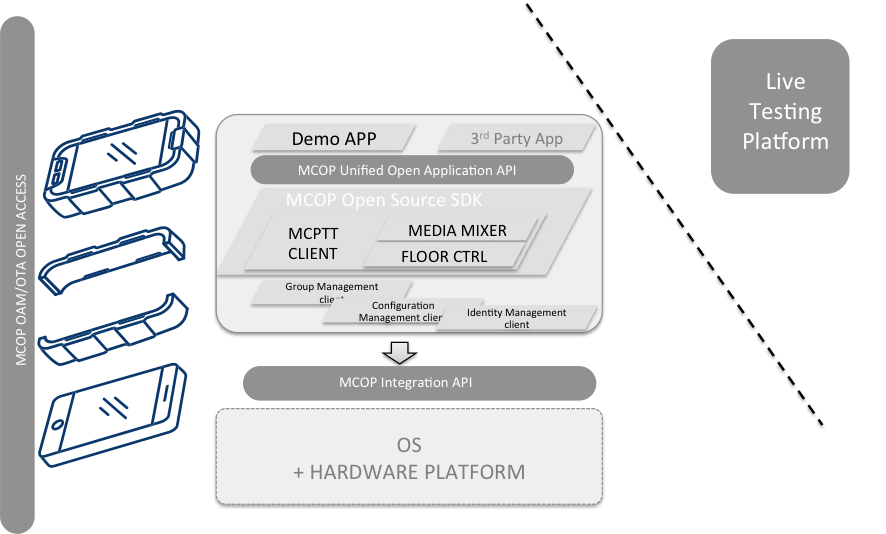 MCOP OAM/OTA OPEN ACCESS
Live
Testing
Platform
Demo APP
3rd Party App
MCOP Unified Open Application API
MCOP Open Source SDK
MCPTT
CLIENT
MEDIA MIXER
FLOOR CTRL
Group Management
Configuration
Management
Identity Management
client
MCOP Integration API
OS
+ HARDWARE PLATFORM